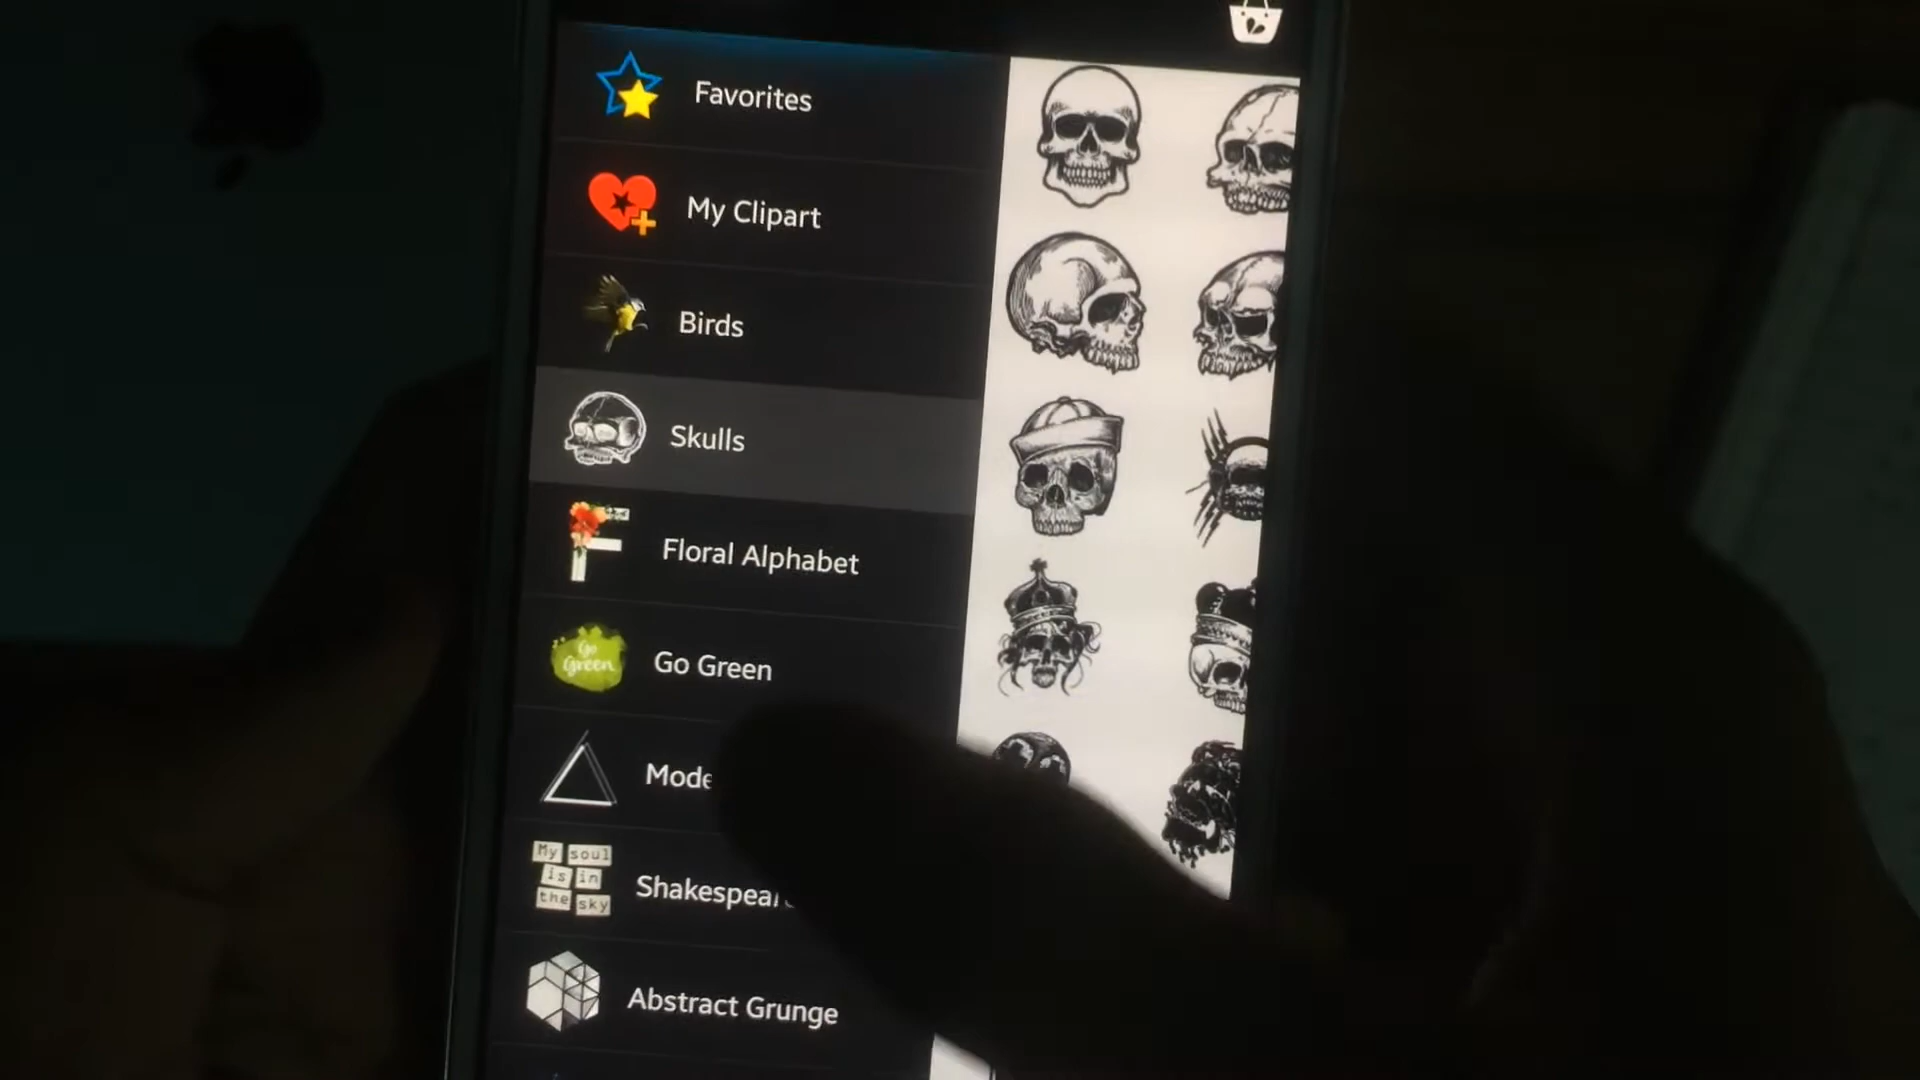 Favorites
My Clipart
Birds
Skulls
Floral Alphabet
Go
Green
Go Green
My soul
is in
the sky
Abstract Grunge